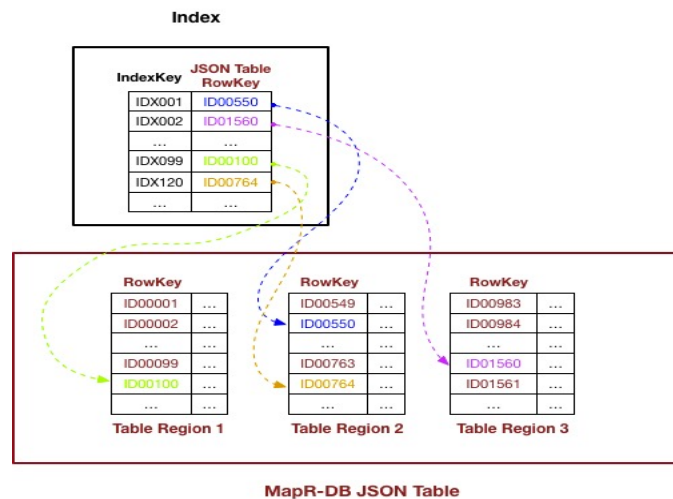 Index
IndexKey JSON Table RowKey
IDX001 ID00550
IDX002 ID01560
... ...
IDX099 ID00100
IDX120 ID00764
... ...
RowKey
ID00001 ...
ID00002 ...
... ...
ID00099 ...
ID00100 ...
... ...
Table Region 1
RowKey
ID00549 ...
ID00550 ...
... ...
ID00763 ...
ID00764 ...
... ...
Table Region 2
RowKey
ID00983 ...
ID00984 ...
... ...
ID01560 ...
ID01561 ...
... ...
Table Region 3
MapR-DB JSON Table